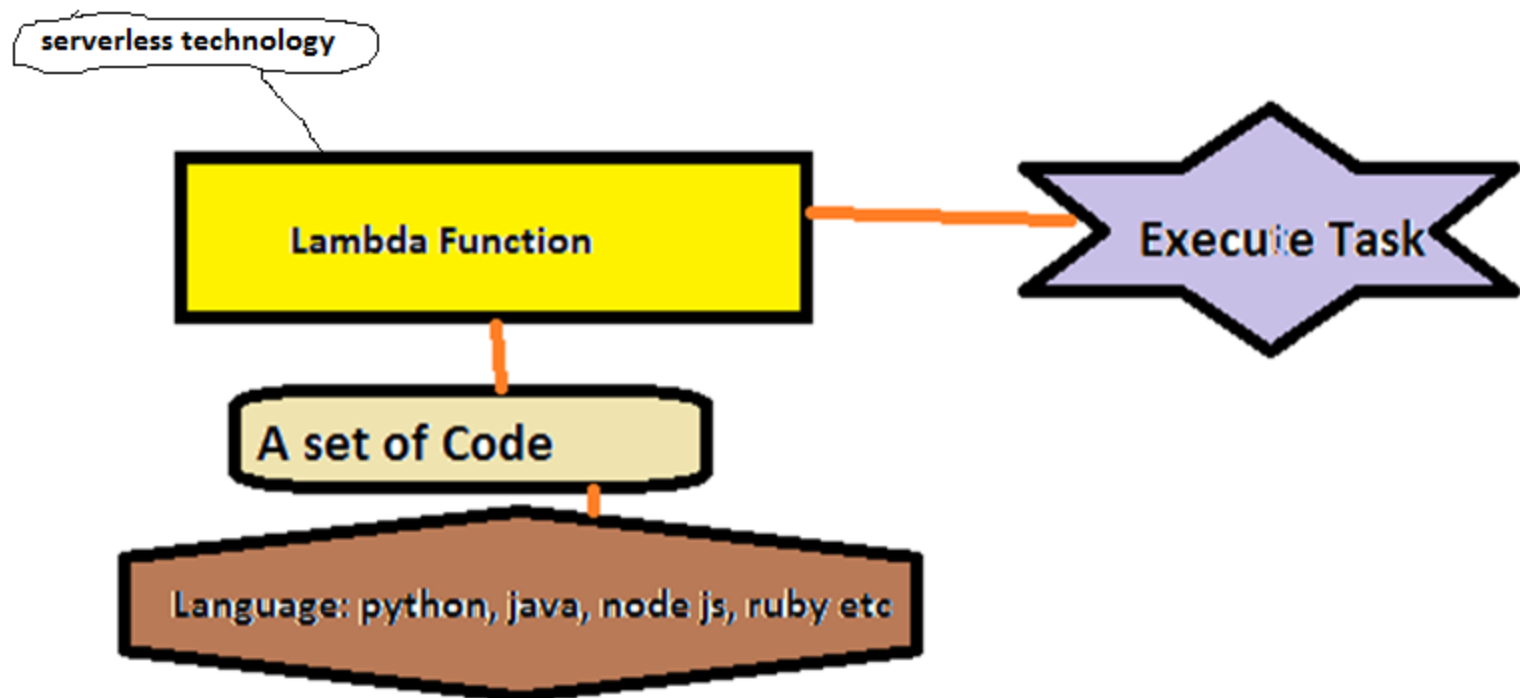 serverless technology
Lambda Function
Execute Task
A set of Code
Language: python, java, node js, ruby etc